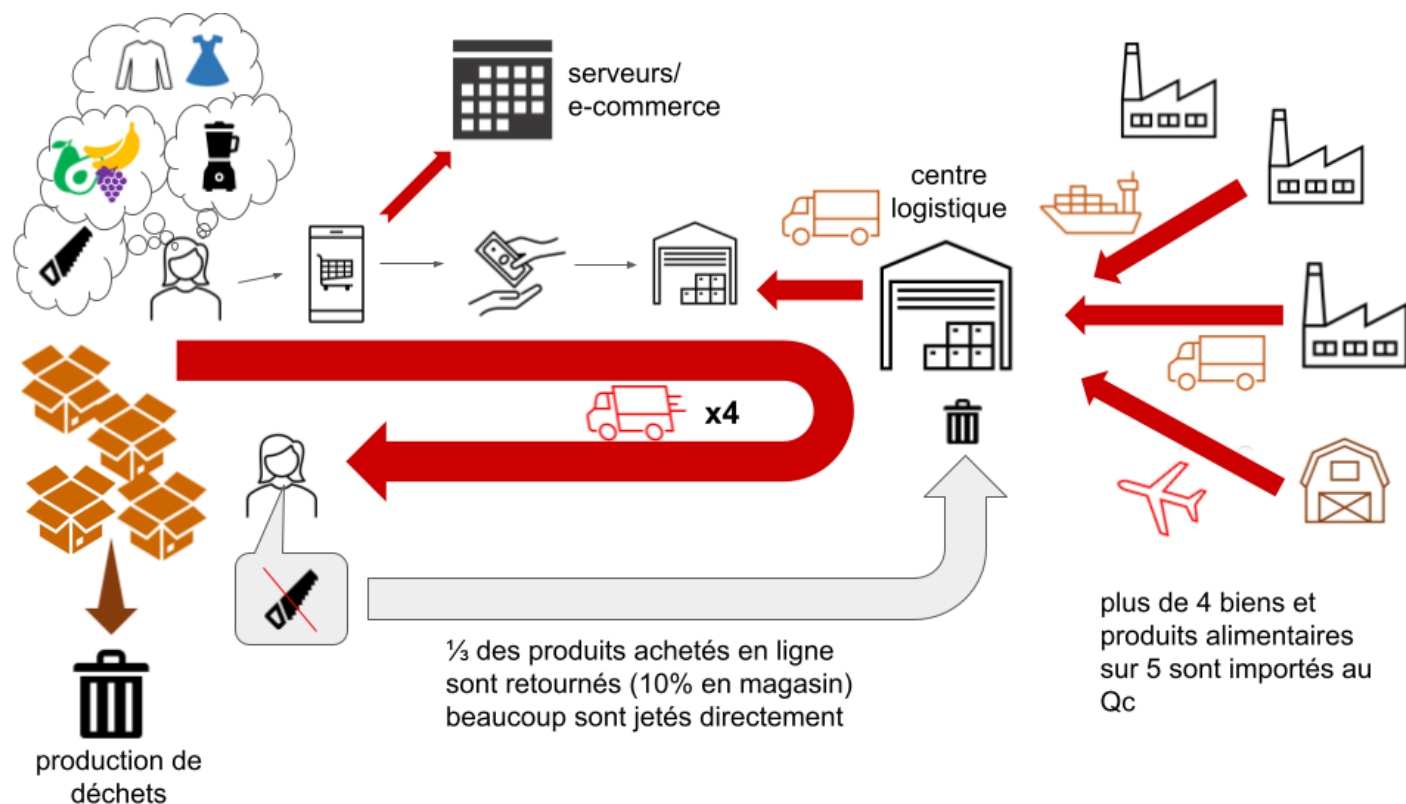 serveurs/
e-commerce
centre
logistique
x4
⅓ des produits achetés en ligne
sont retournés (10% en magasin)
beaucoup sont jetés directement
plus de 4 biens et
produits alimentaires
sur 5 sont importés au
Qc
production de
déchets